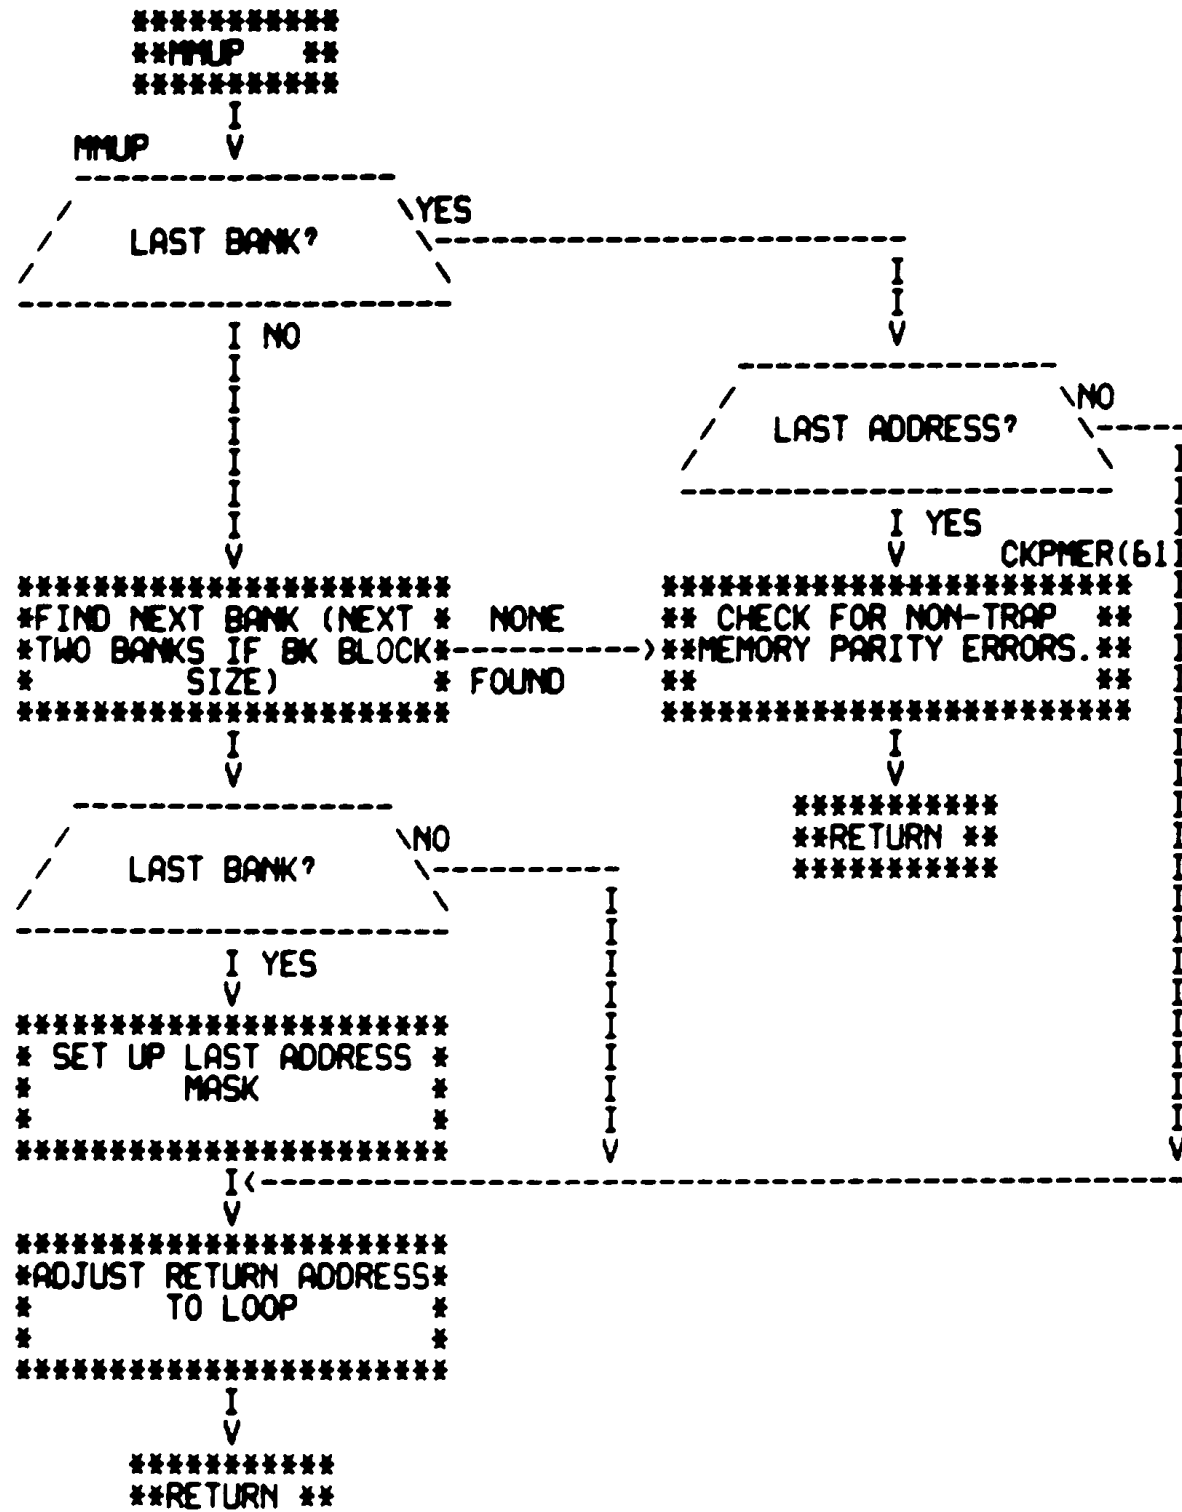 **MMUP **
MMUP
YES
LAST BANK?
NO
NO
LAST ADDRESS?
YES
CKPMER(61)
FIND NEXT BANK (NEXT
TWO BANKS IF BK BLOCK
SIZE)
NONE
FOUND
CHECK FOR NON-TRAP
MEMORY PARITY ERRORS.
**RETURN **
NO
LAST BANK?
YES
SET UP LAST ADDRESS
MASK
ADJUST RETURN ADDRESS
TO LOOP
**RETURN **